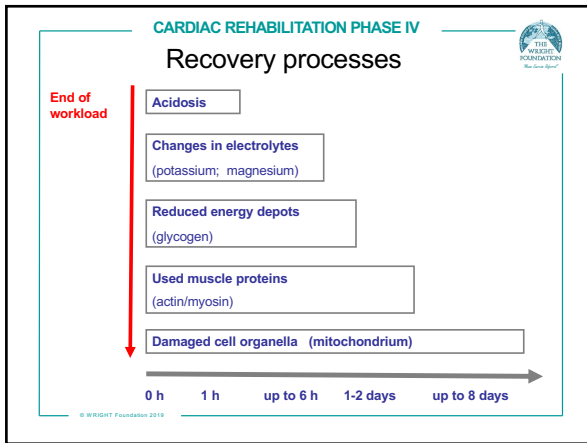 CARDIAC REHABILITATION PHASE IV
Recovery processes
THE
WRIGHT
FOUNDATION
End of
workload
Acidosis
Changes in electrolytes
(potassium; magnesium)
Reduced energy depots
(glycogen)
Used muscle proteins
(actin/myosin)
Damaged cell organella (mitochondrium)
0 h 1 h up to 6 h 1-2 days up to 8 days
© WRIGHT Foundation 2019